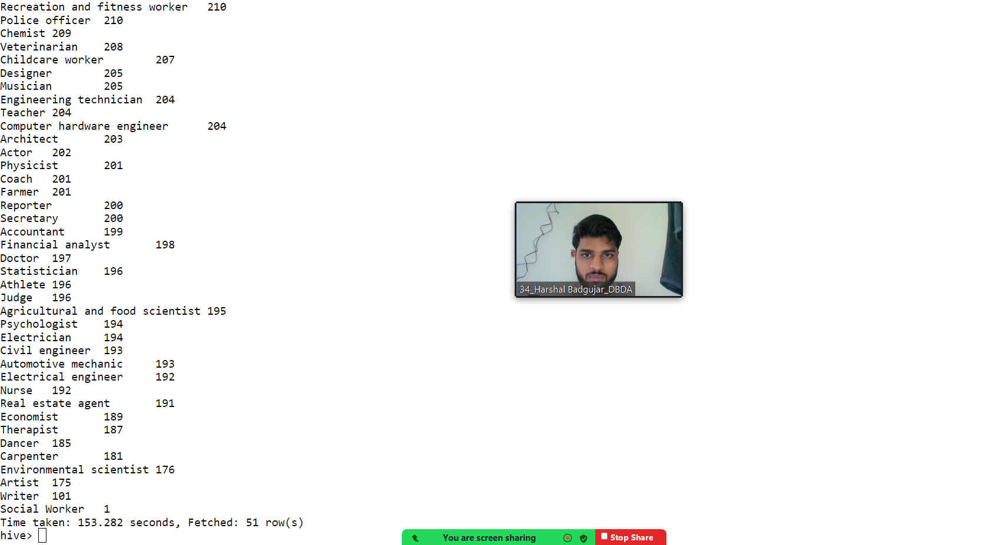 Recreation and fitness worker 210
Police officer 210
Chemist 209
Veterinarian 208
Childcare worker 207
Designer 205
Musician 205
Engineering technician 204
Teacher 204
Computer hardware engineer 204
Architect 203
Actor 202
Physicist 201
Coach 201
Farmer 201
Reporter 200
Secretary 200
Accountant 199
Financial analyst 198
Doctor 197
Statistician 196
Athlete 196
Judge 196
Agricultural and food scientist 195
Psychologist 194
Electrician 194
Civil engineer 193
Automotive mechanic 193
Electrical engineer 192
Nurse 192
Real estate agent 191
Economist 189
Therapist 187
Dancer 185
Carpenter 181
Environmental scientist 176
Artist 175
Writer 101
Social Worker 1
Time taken: 153.282 seconds, Fetched: 51 row(s)
hive>
34_Harshal Badgujar_DBDA
You are screen sharing
Stop Share